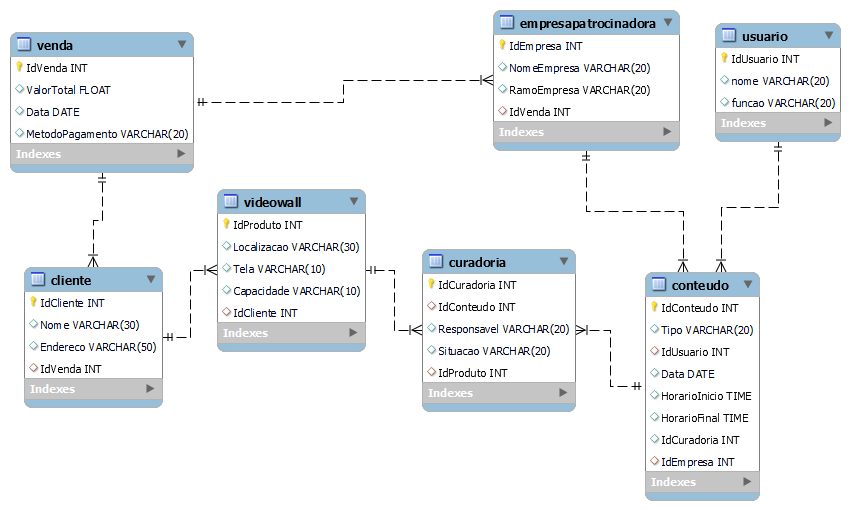 venda
IdVenda INT
ValorTotal FLOAT
Data DATE
MetodoPagamento VARCHAR(20)
Indexes
empresapatrocinadora
IdEmpresa INT
NomeEmpresa VARCHAR(20)
RamoEmpresa VARCHAR(20)
IdVenda INT
Indexes
usuario
IdUsuario INT
nome VARCHAR(20)
funcao VARCHAR(20)
Indexes
videowall
IdProduto INT
Localizacao VARCHAR(30)
Tela VARCHAR(10)
Capacidade VARCHAR(10)
IdCliente INT
Indexes
cliente
IdCliente INT
Nome VARCHAR(30)
Endereco VARCHAR(50)
IdVenda INT
Indexes
curadoria
IdCuradoria INT
IdConteudo INT
Responsavel VARCHAR(20)
Situacao VARCHAR(20)
IdProduto INT
Indexes
conteudo
IdConteudo INT
Tipo VARCHAR(20)
IdUsuario INT
Data DATE
HorarioInicio TIME
HorarioFinal TIME
IdCuradoria INT
IdEmpresa INT
Indexes